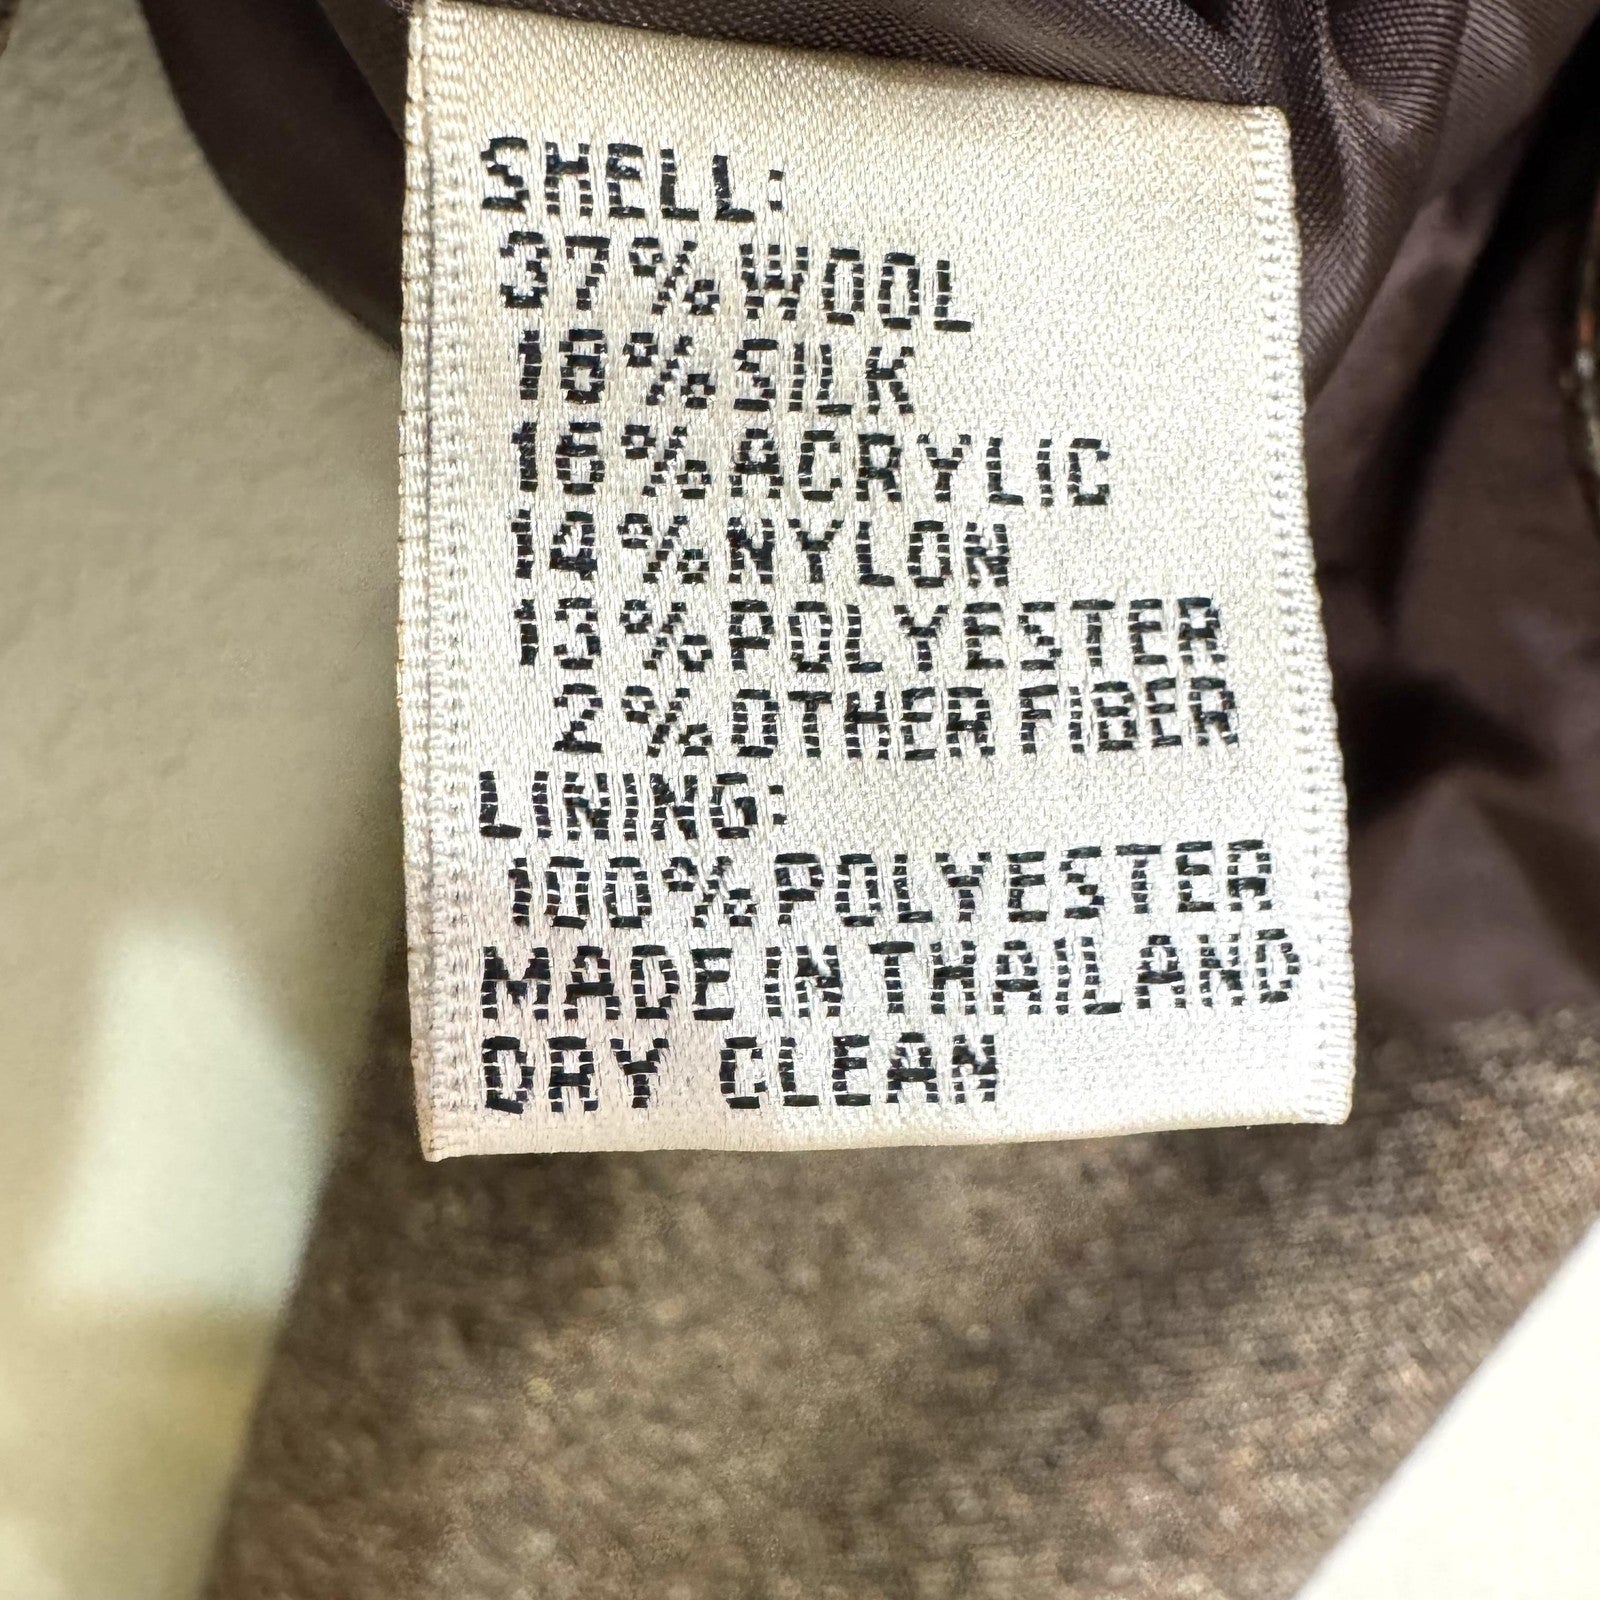 SHELL:
37% WOOL
18% SILK
16% ACRYLIC
14% NYLON
13% POLYESTER
2% OTHER FIBER
LINING:
100% POLYESTER
MADE IN THAILAND
DRY CLEAN